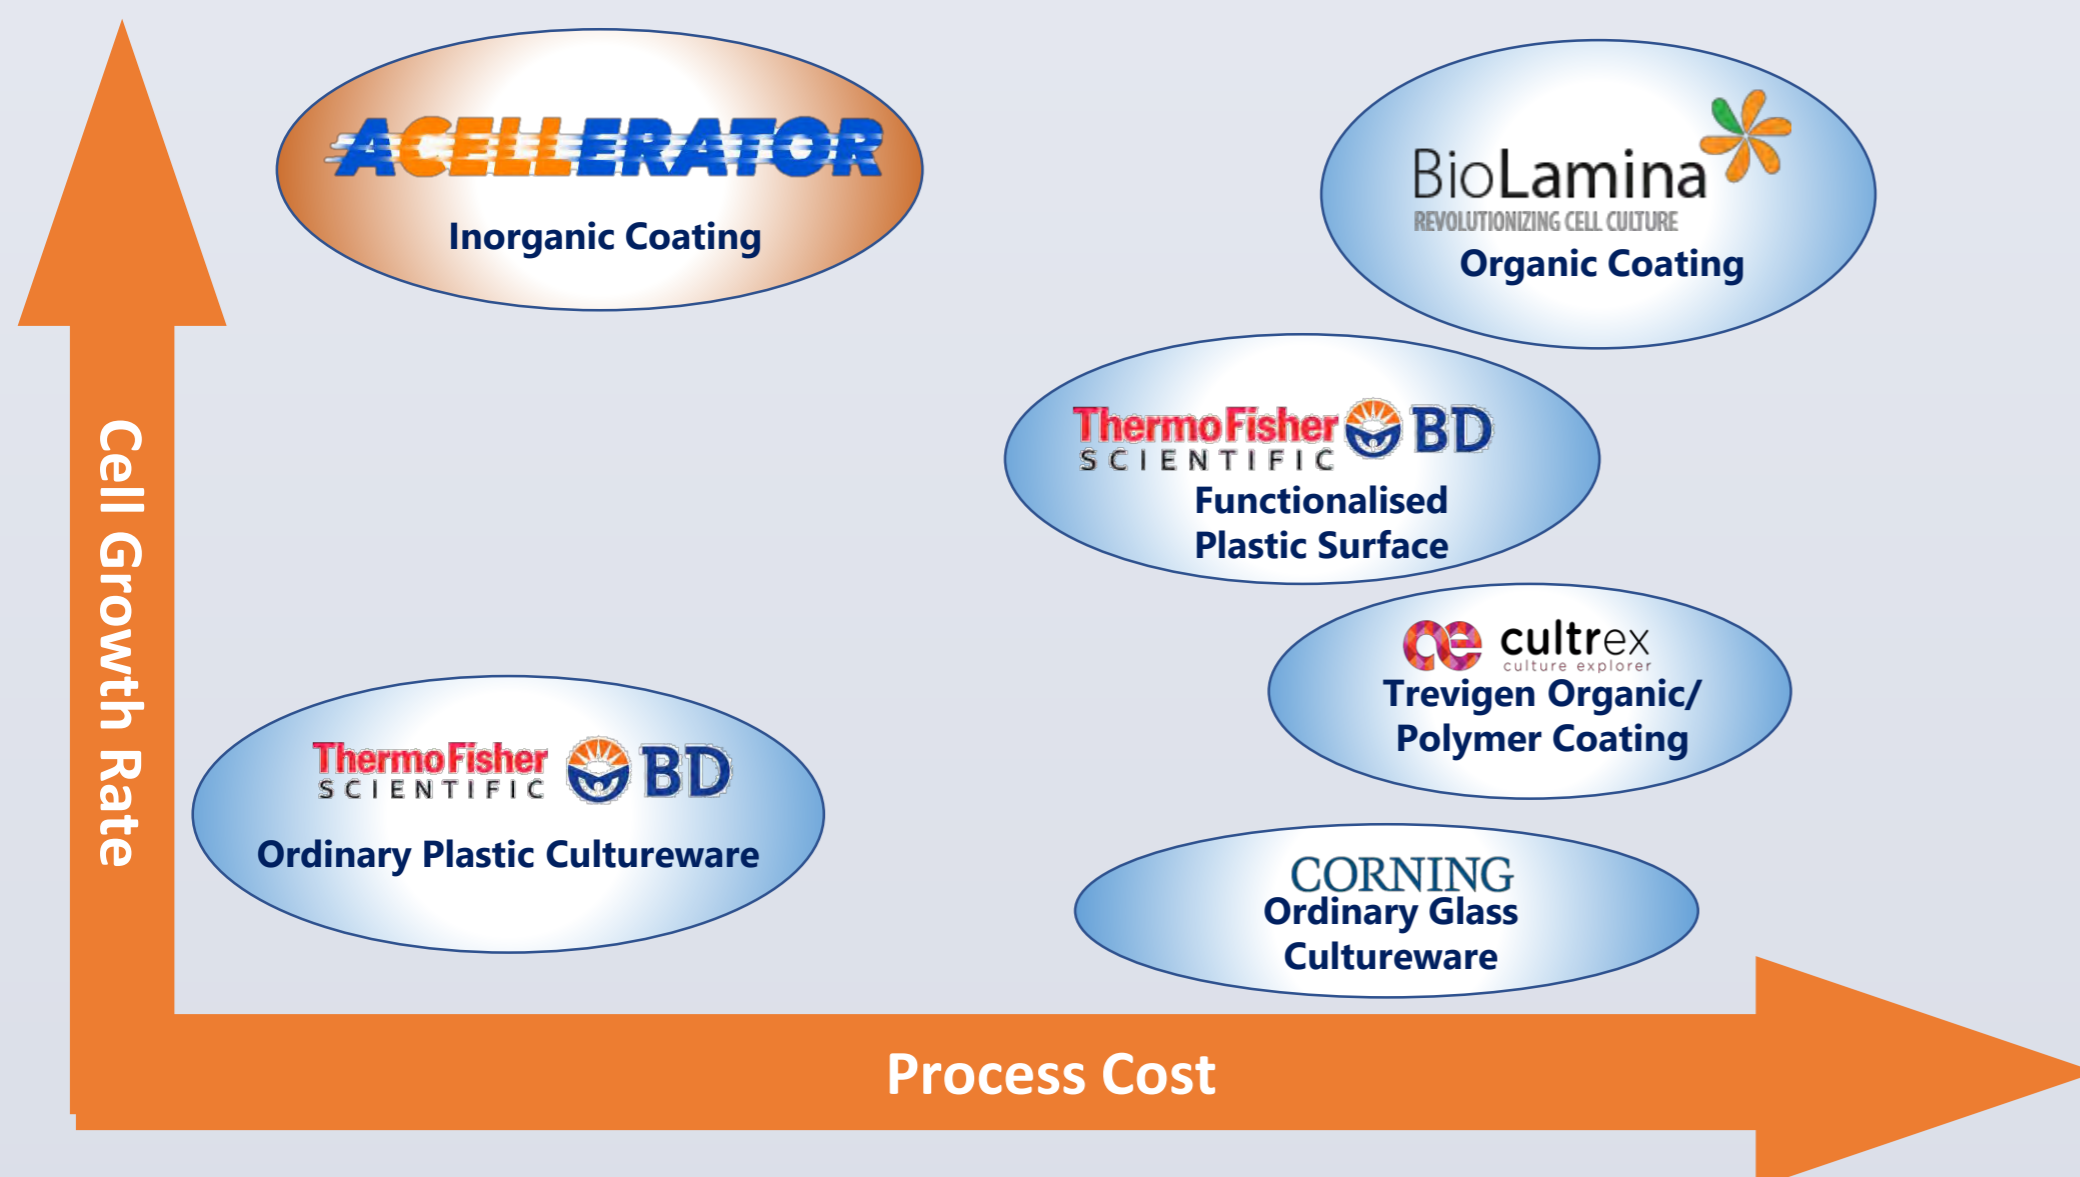 ACELLERATOR
Inorganic Coating
BioLamina
REVOLUTIONIZING CELL CULTURE
Organic Coating
ThermoFisher
SCIENTIFIC
BD
Functionalised
Plastic Surface
cultrex
culture explorer
Trevigen Organic/
Polymer Coating
ThermoFisher
SCIENTIFIC
BD
Ordinary Plastic Cultureware
CORNING
Ordinary Glass
Cultureware
Cell Growth Rate
Process Cost